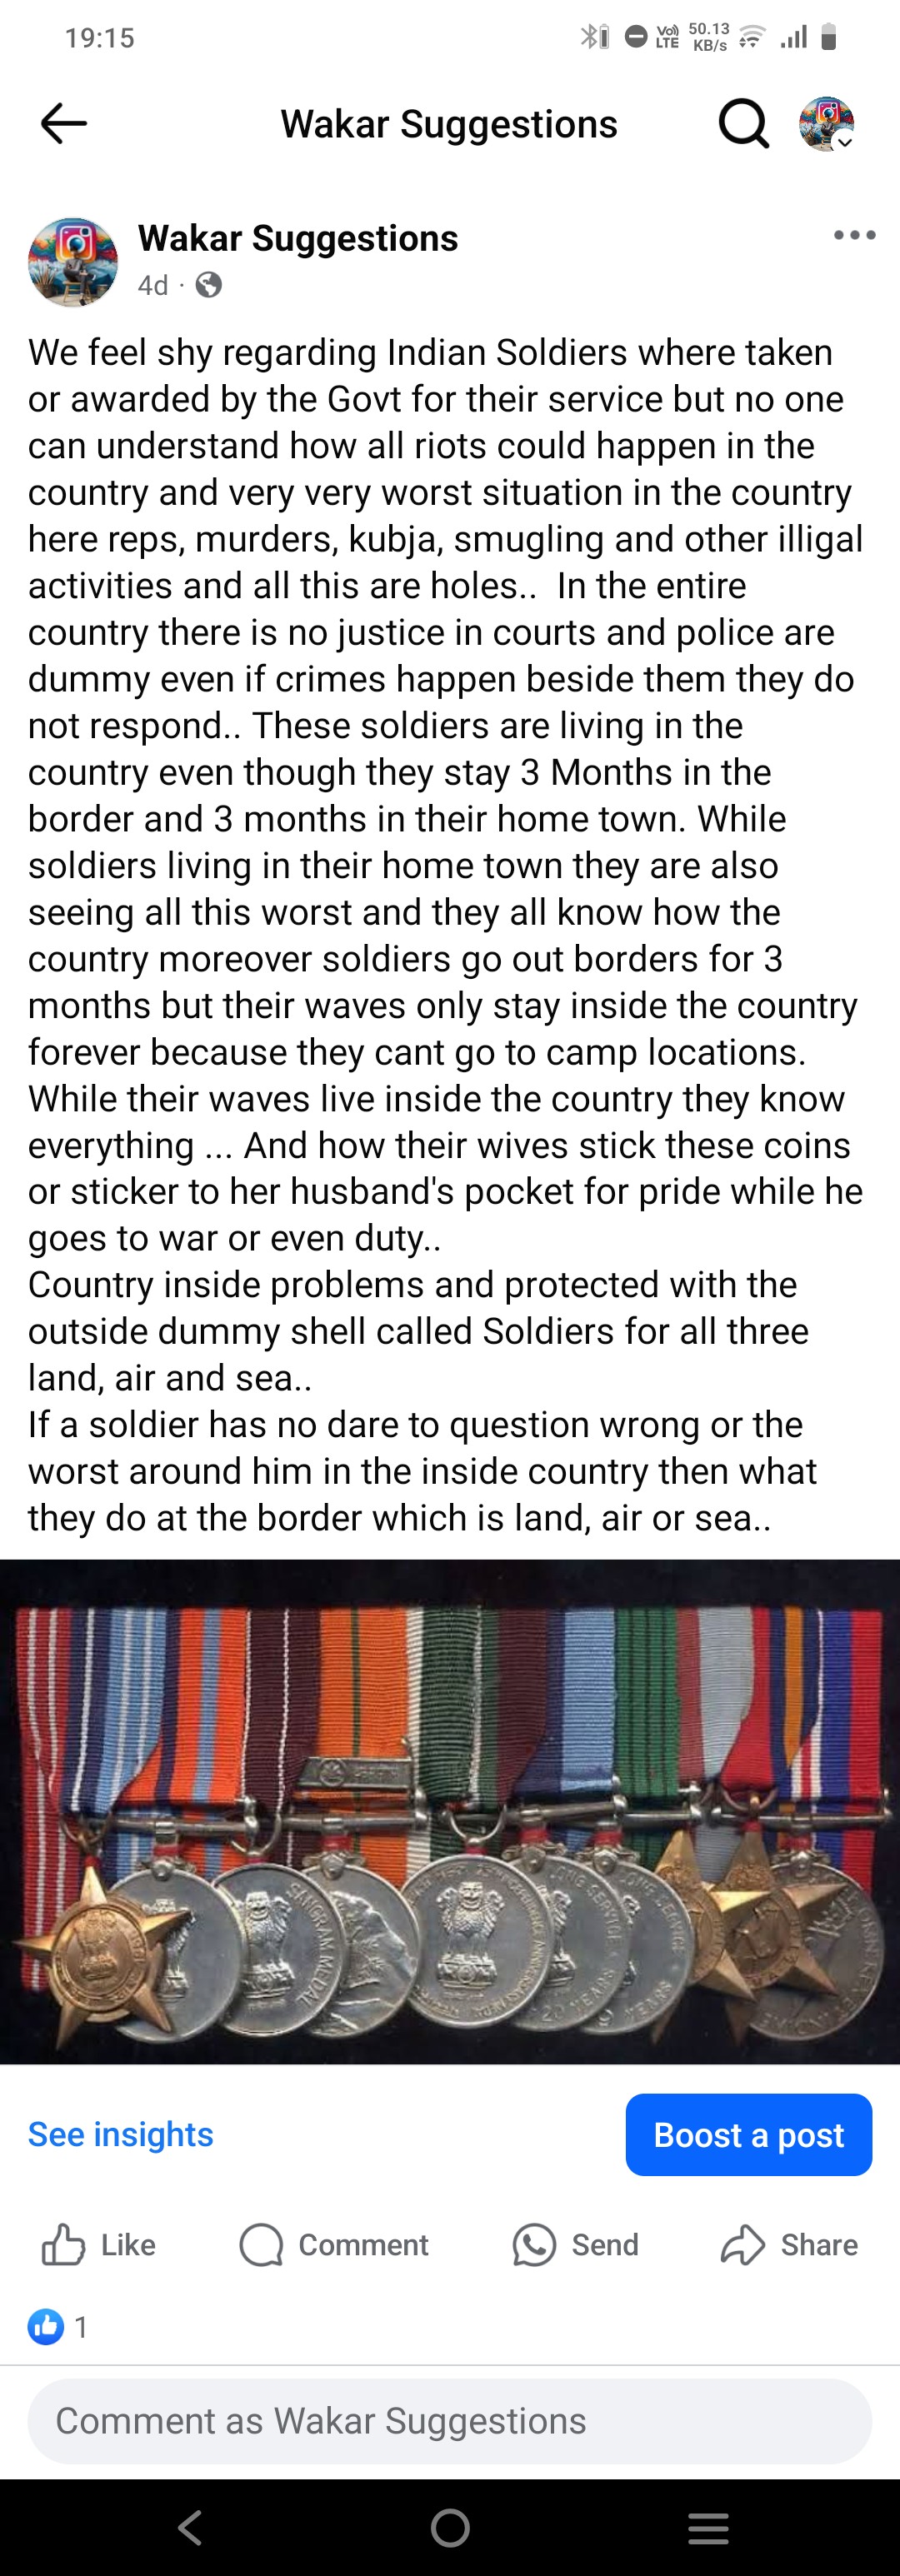 19:15
Vo)) LTE 50.13 KB/s
Wakar Suggestions
Wakar Suggestions
4d ·
We feel shy regarding Indian Soldiers where taken
or awarded by the Govt for their service but no one
can understand how all riots could happen in the
country and very very worst situation in the country
here reps, murders, kubja, smugling and other illigal
activities and all this are holes..  In the entire
country there is no justice in courts and police are
dummy even if crimes happen beside them they do
not respond.. These soldiers are living in the
country even though they stay 3 Months in the
border and 3 months in their home town. While
soldiers living in their home town they are also
seeing all this worst and they all know how the
country moreover soldiers go out borders for 3
months but their waves only stay inside the country
forever because they cant go to camp locations.
While their waves live inside the country they know
everything ... And how their wives stick these coins
or sticker to her husband's pocket for pride while he
goes to war or even duty..
Country inside problems and protected with the
outside dummy shell called Soldiers for all three
land, air and sea..
If a soldier has no dare to question wrong or the
worst around him in the inside country then what
they do at the border which is land, air or sea..
SANGRAM MEDAL
SERVICE
20 YEARS
SERVICE
9 YEARS
See insights
Boost a post
Like
Comment
Send
Share
1
Comment as Wakar Suggestions